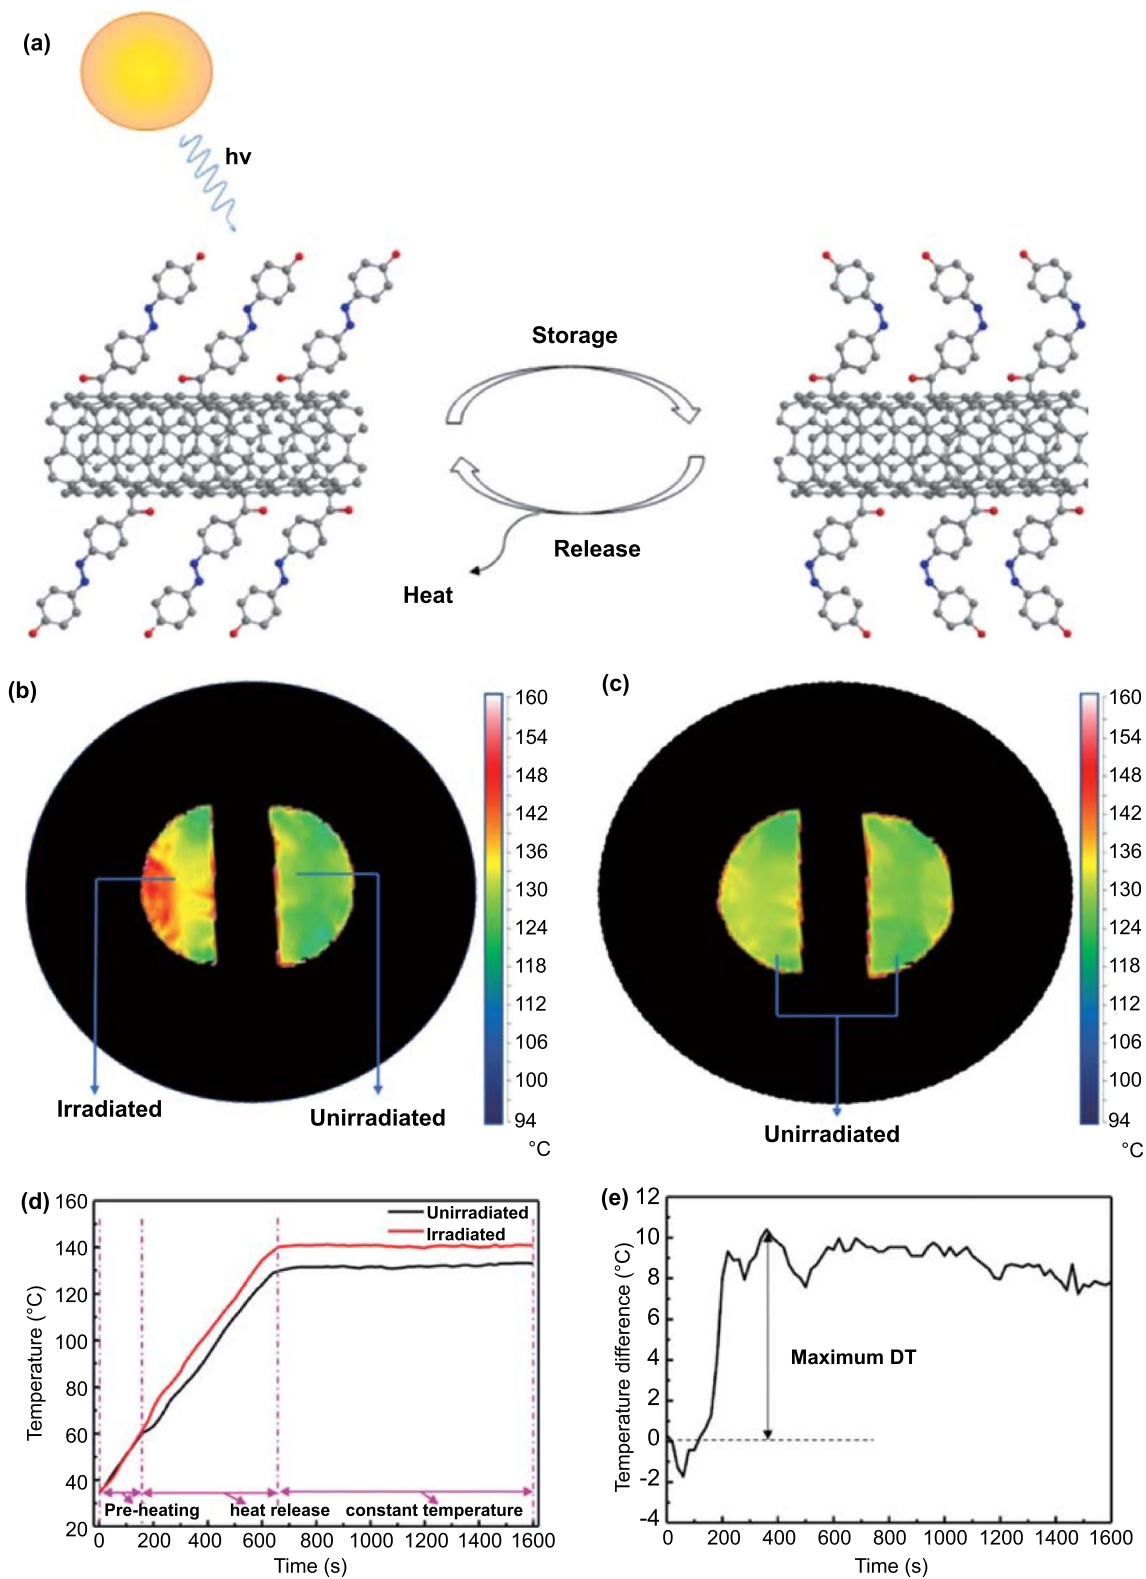 (a)
hv
Storage
Release
Heat
(b)
160
154
148
142
136
130
124
118
112
106
100
94
°C
Irradiated
Unirradiated
(c)
160
154
148
142
136
130
124
118
112
106
100
94
°C
Unirradiated
(d)
160
140
120
100
80
60
40
20
Temperature (°C)
Unirradiated
Irradiated
Pre-heating
heat release
constant temperature
0 200 400 600 800 1000 1200 1400 1600
Time (s)
(e)
12
10
8
6
4
2
0
-2
-4
Temperature difference (°C)
Maximum DT
0 200 400 600 800 1000 1200 1400 1600
Time (s)